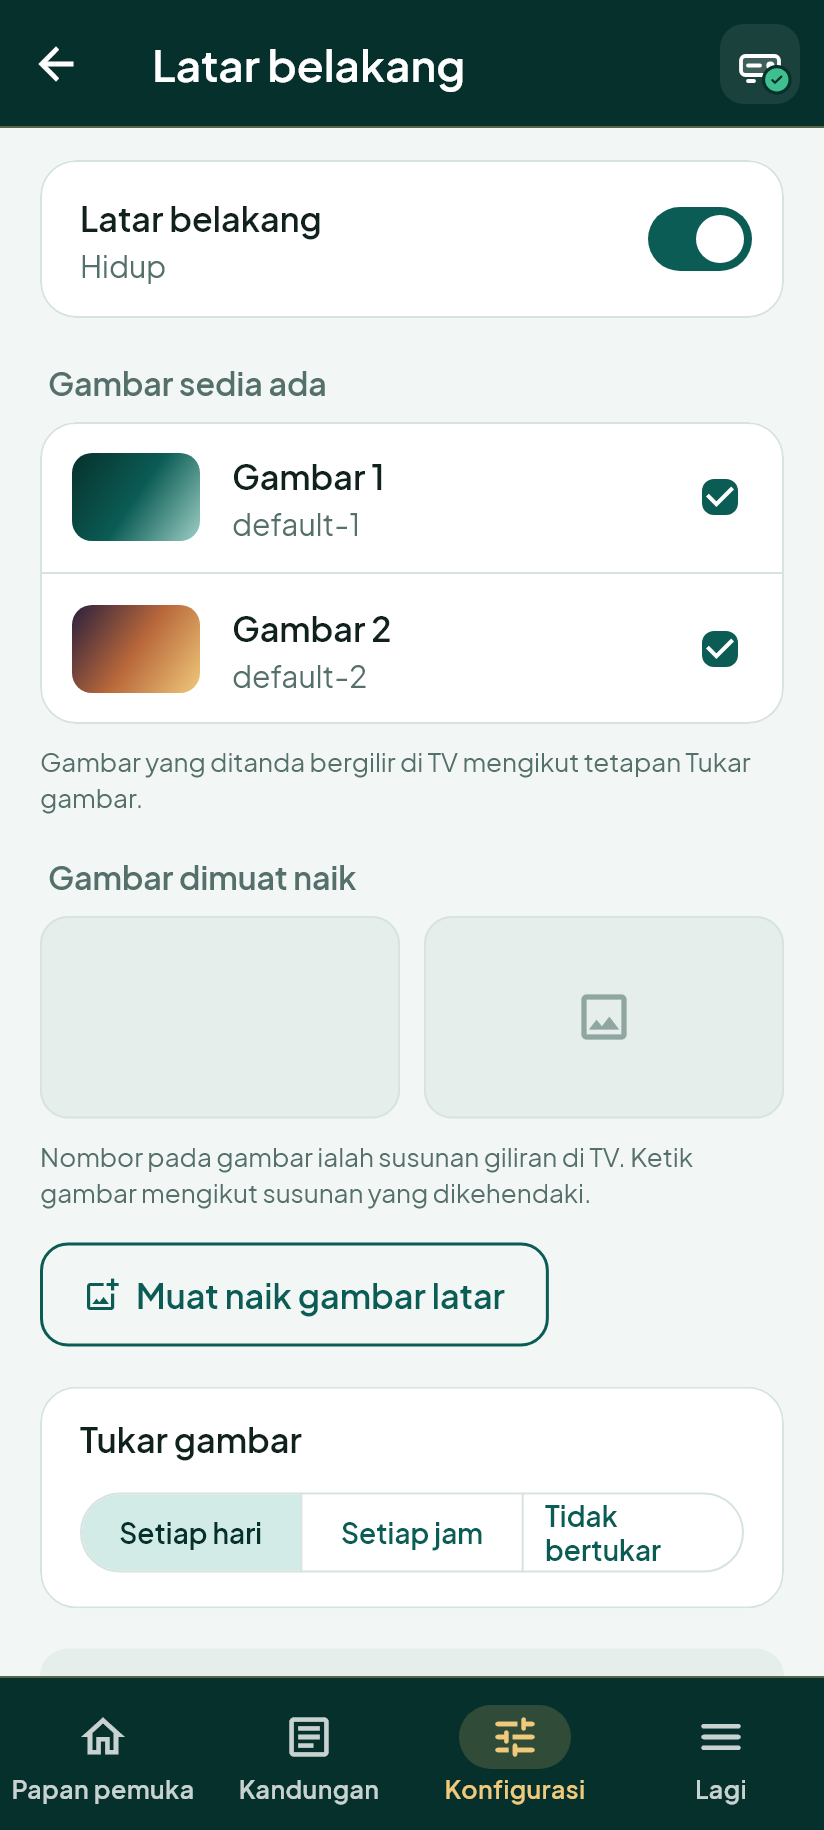 Latar belakang
Latar belakang
Hidup
Gambar sedia ada
Gambar 1
default-1
Gambar 2
default-2
Gambar yang ditanda bergilir di TV mengikut tetapan Tukar
gambar.
Gambar dimuat naik
Nombor pada gambar ialah susunan giliran di TV. Ketik
gambar mengikut susunan yang dikehendaki.
Muat naik gambar latar
Tukar gambar
Setiap hari
Setiap jam
Tidak
bertukar
Papan pemuka
Kandungan
Konfigurasi
Lagi